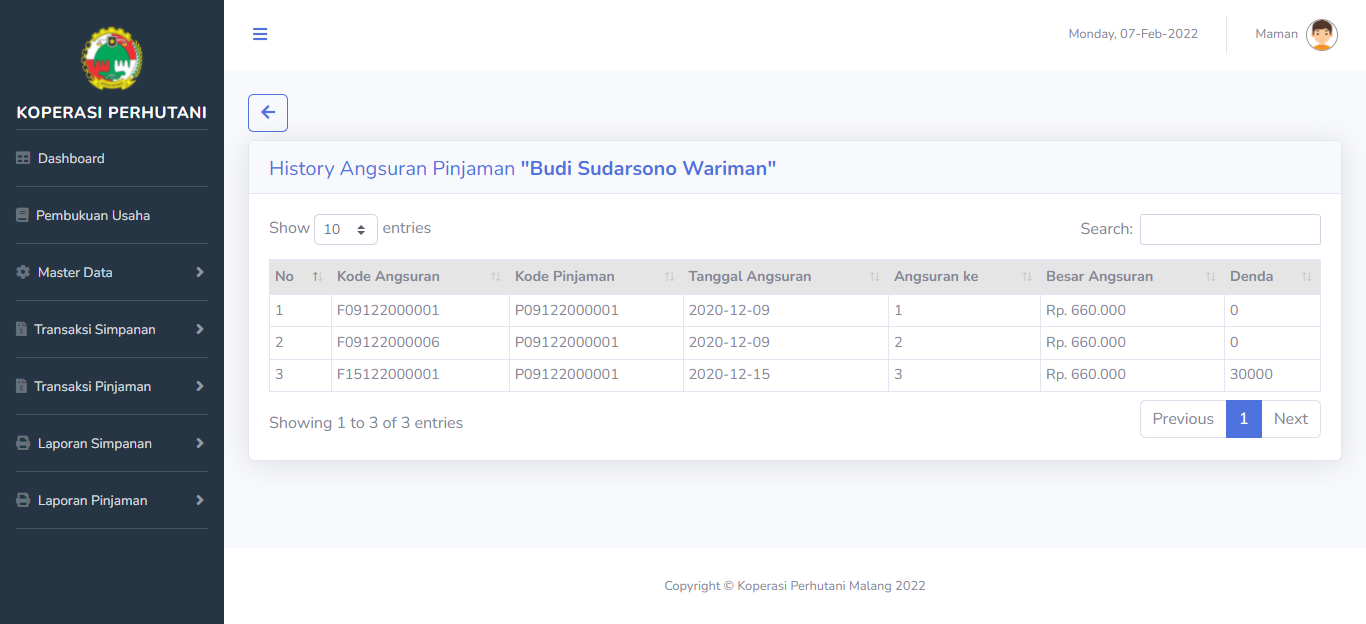 KOPERASI PERHUTANI
Dashboard
Pembukuan Usaha
Master Data
Transaksi Simpanan
Transaksi Pinjaman
Laporan Simpanan
Laporan Pinjaman
Monday, 07-Feb-2022 Maman
History Angsuran Pinjaman "Budi Sudarsono Wariman"
Show 10 entries Search:
No Kode Angsuran Kode Pinjaman Tanggal Angsuran Angsuran ke Besar Angsuran Denda
1 F09122000001 P09122000001 2020-12-09 1 Rp. 660.000 0
2 F09122000006 P09122000001 2020-12-09 2 Rp. 660.000 0
3 F15122000001 P09122000001 2020-12-15 3 Rp. 660.000 30000
Showing 1 to 3 of 3 entries Previous 1 Next
Copyright © Koperasi Perhutani Malang 2022